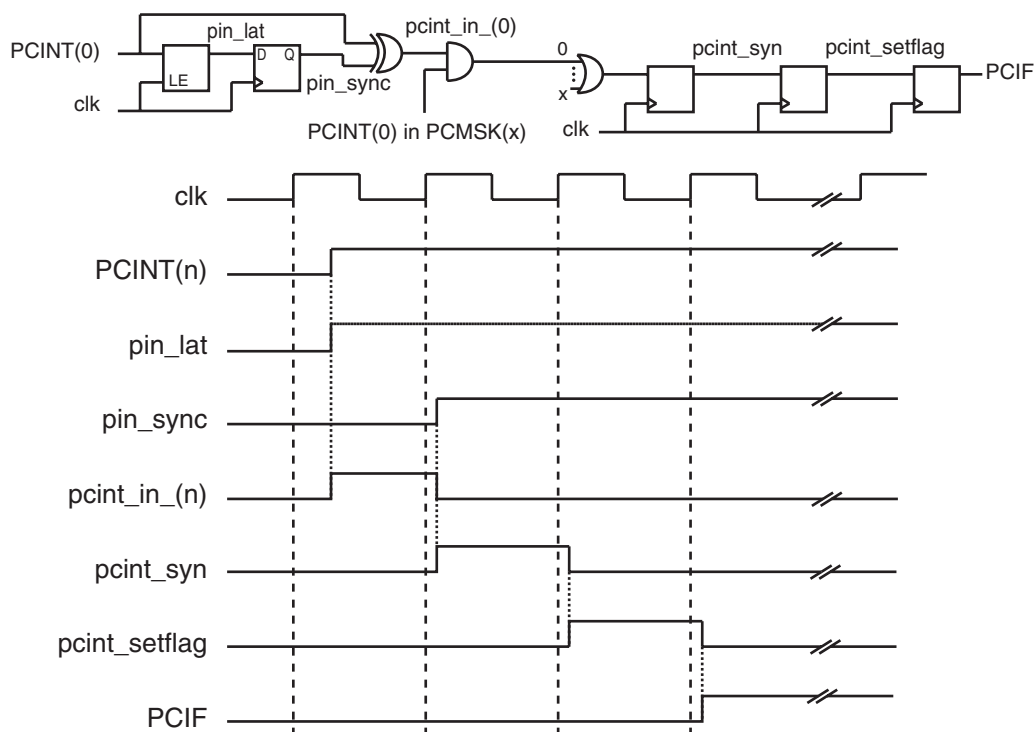 pin_lat
pcint_in_(0)
PCINT(0)
D Q
LE
pin_sync
clk
PCINT(0) in PCMSK(x)
0
x
clk
pcint_syn
pcint_setflag
PCIF
clk
PCINT(n)
pin_lat
pin_sync
pcint_in_(n)
pcint_syn
pcint_setflag
PCIF